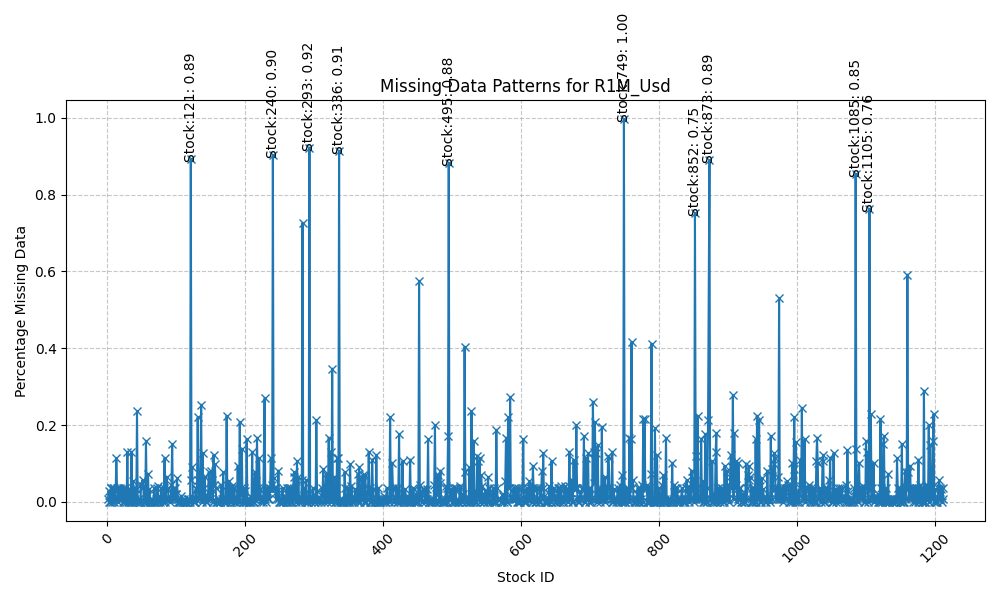 Missing Data Patterns for R1M_Usd
Stock:121: 0.89
Stock:240: 0.90
Stock:293: 0.92
Stock:336: 0.91
Stock:495: 0.88
Stock:749: 1.00
Stock:852: 0.75
Stock:873: 0.89
Stock:1085: 0.85
Stock:1105: 0.76
Percentage Missing Data
1.0
0.8
0.6
0.4
0.2
0.0
0
200
400
600
800
1000
1200
Stock ID